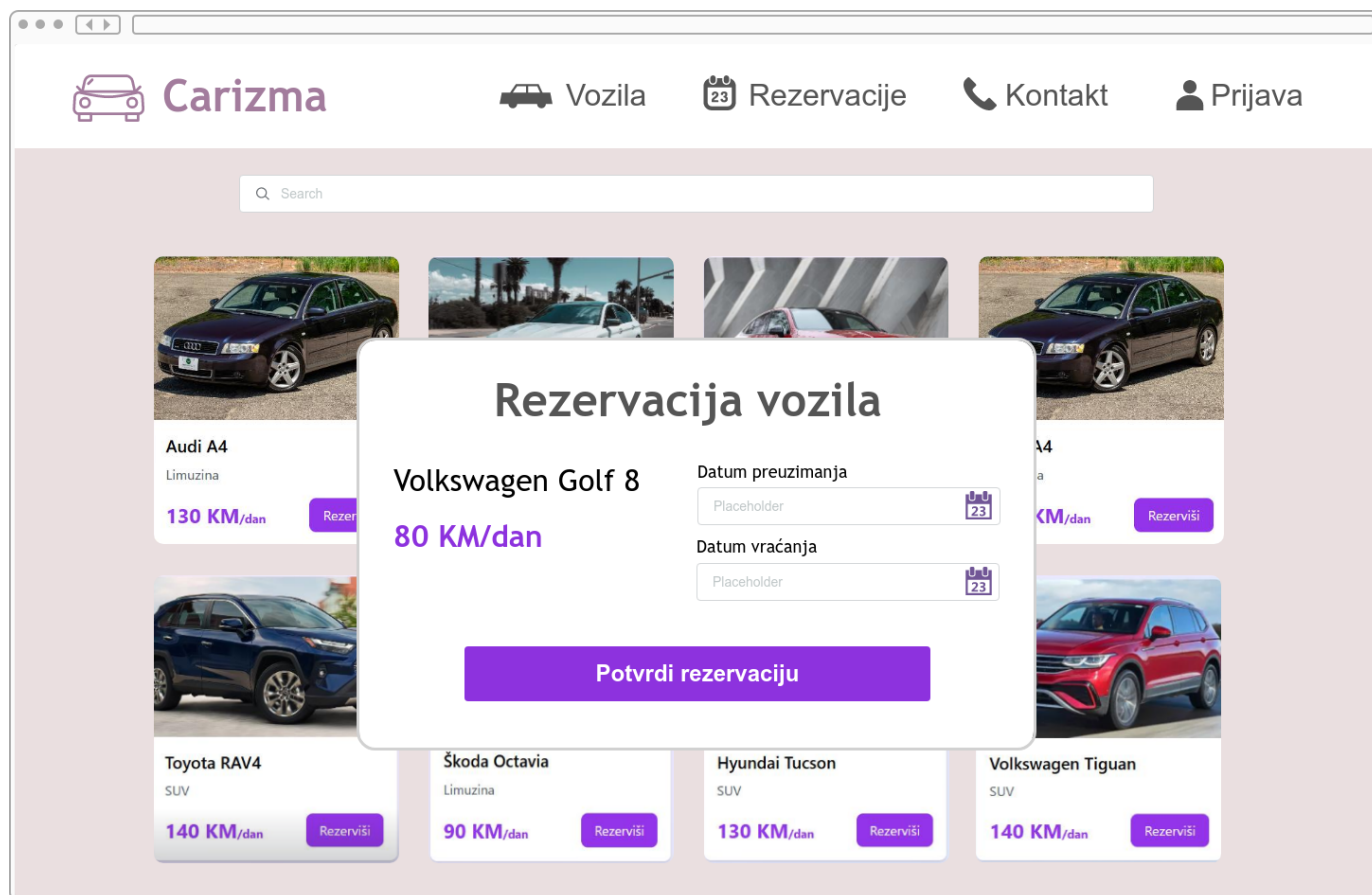 Carizma
Vozila
23
Rezervacije
Kontakt
Prijava
Search
Rezervacija vozila
Volkswagen Golf 8
80 KM/dan
Datum preuzimanja
Placeholder
23
Datum vraćanja
Placeholder
23
Potvrdi rezervaciju
Audi A4
Limuzina
130 KM/dan
Rezer
A4
a
KM/dan
Rezerviši
Toyota RAV4
SUV
140 KM/dan
Rezerviši
Škoda Octavia
Limuzina
90 KM/dan
Rezerviši
Hyundai Tucson
SUV
130 KM/dan
Rezerviši
Volkswagen Tiguan
SUV
140 KM/dan
Rezerviši